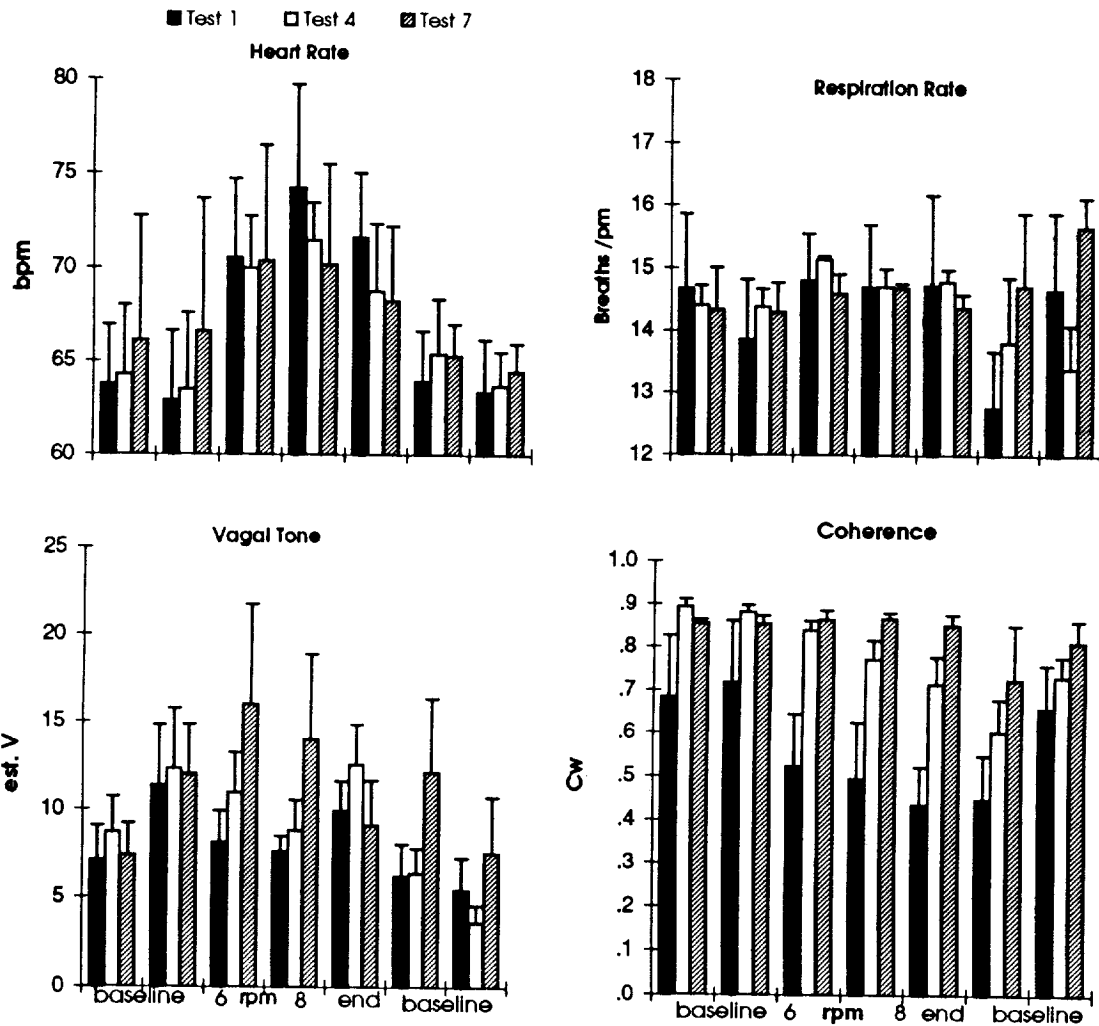 Test 1 Test 4 Test 7
Heart Rate
80
75
70
65
60
bpm
Respiration Rate
18
17
16
15
14
13
12
Breaths /pm
Vagal Tone
25
20
15
10
5
0
est. V
baseline 6 rpm 8 end baseline
Coherence
1.0
.9
.8
.7
.6
.5
.4
.3
.2
.1
.0
Cw
baseline 6 rpm 8 end baseline